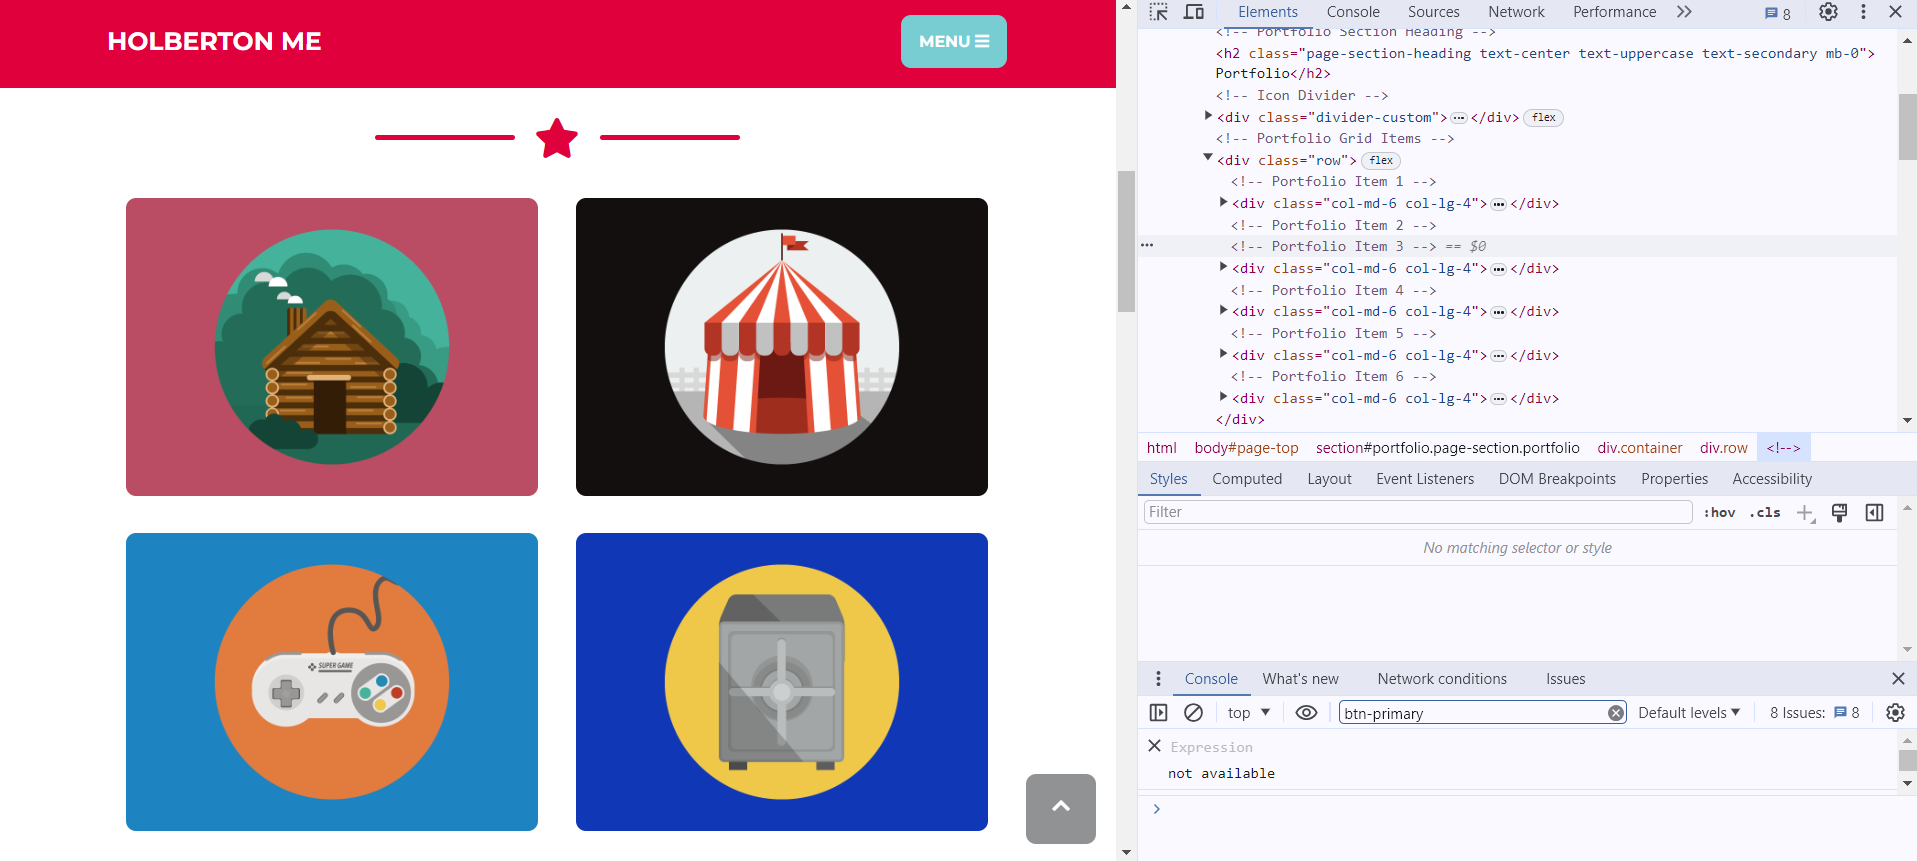 HOLBERTON ME
MENU
SUPER GAME
Elements Console Sources Network Performance 8
<!-- Portfolio Section Heading -->
<h2 class="page-section-heading text-center text-uppercase text-secondary mb-0">
Portfolio</h2>
<!-- Icon Divider -->
<div class="divider-custom"> ⋯ </div> flex
<!-- Portfolio Grid Items -->
<div class="row"> flex
<!-- Portfolio Item 1 -->
<div class="col-md-6 col-lg-4"> ⋯ </div>
<!-- Portfolio Item 2 -->
<!-- Portfolio Item 3 --> == $0
<div class="col-md-6 col-lg-4"> ⋯ </div>
<!-- Portfolio Item 4 -->
<div class="col-md-6 col-lg-4"> ⋯ </div>
<!-- Portfolio Item 5 -->
<div class="col-md-6 col-lg-4"> ⋯ </div>
<!-- Portfolio Item 6 -->
<div class="col-md-6 col-lg-4"> ⋯ </div>
</div>
html body#page-top section#portfolio.page-section.portfolio div.container div.row <!-->
Styles Computed Layout Event Listeners DOM Breakpoints Properties Accessibility
Filter :hov .cls
No matching selector or style
Console What's new Network conditions Issues
top btn-primary Default levels 8 Issues: 8
Expression
not available